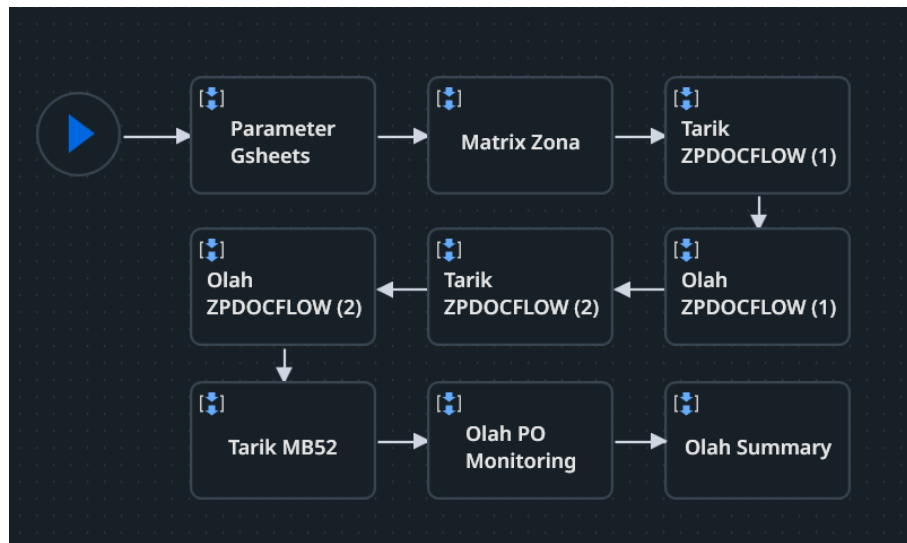 Parameter
Gsheets
Matrix Zona
Tarik
ZPDOCFLOW (1)
Olah
ZPDOCFLOW (1)
Tarik
ZPDOCFLOW (2)
Olah
ZPDOCFLOW (2)
Tarik MB52
Olah PO
Monitoring
Olah Summary